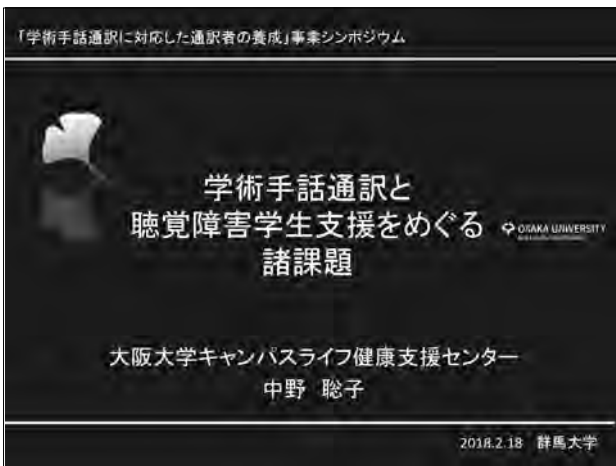 「学術手話通訳に対応した通訳者の養成」事業シンポジウム
学術手話通訳と
聴覚障害学生支援をめぐる
諸課題
OSAKA UNIVERSITY
大阪大学キャンパスライフ健康支援センター
中野 聡子
2018.2.18 群馬大学